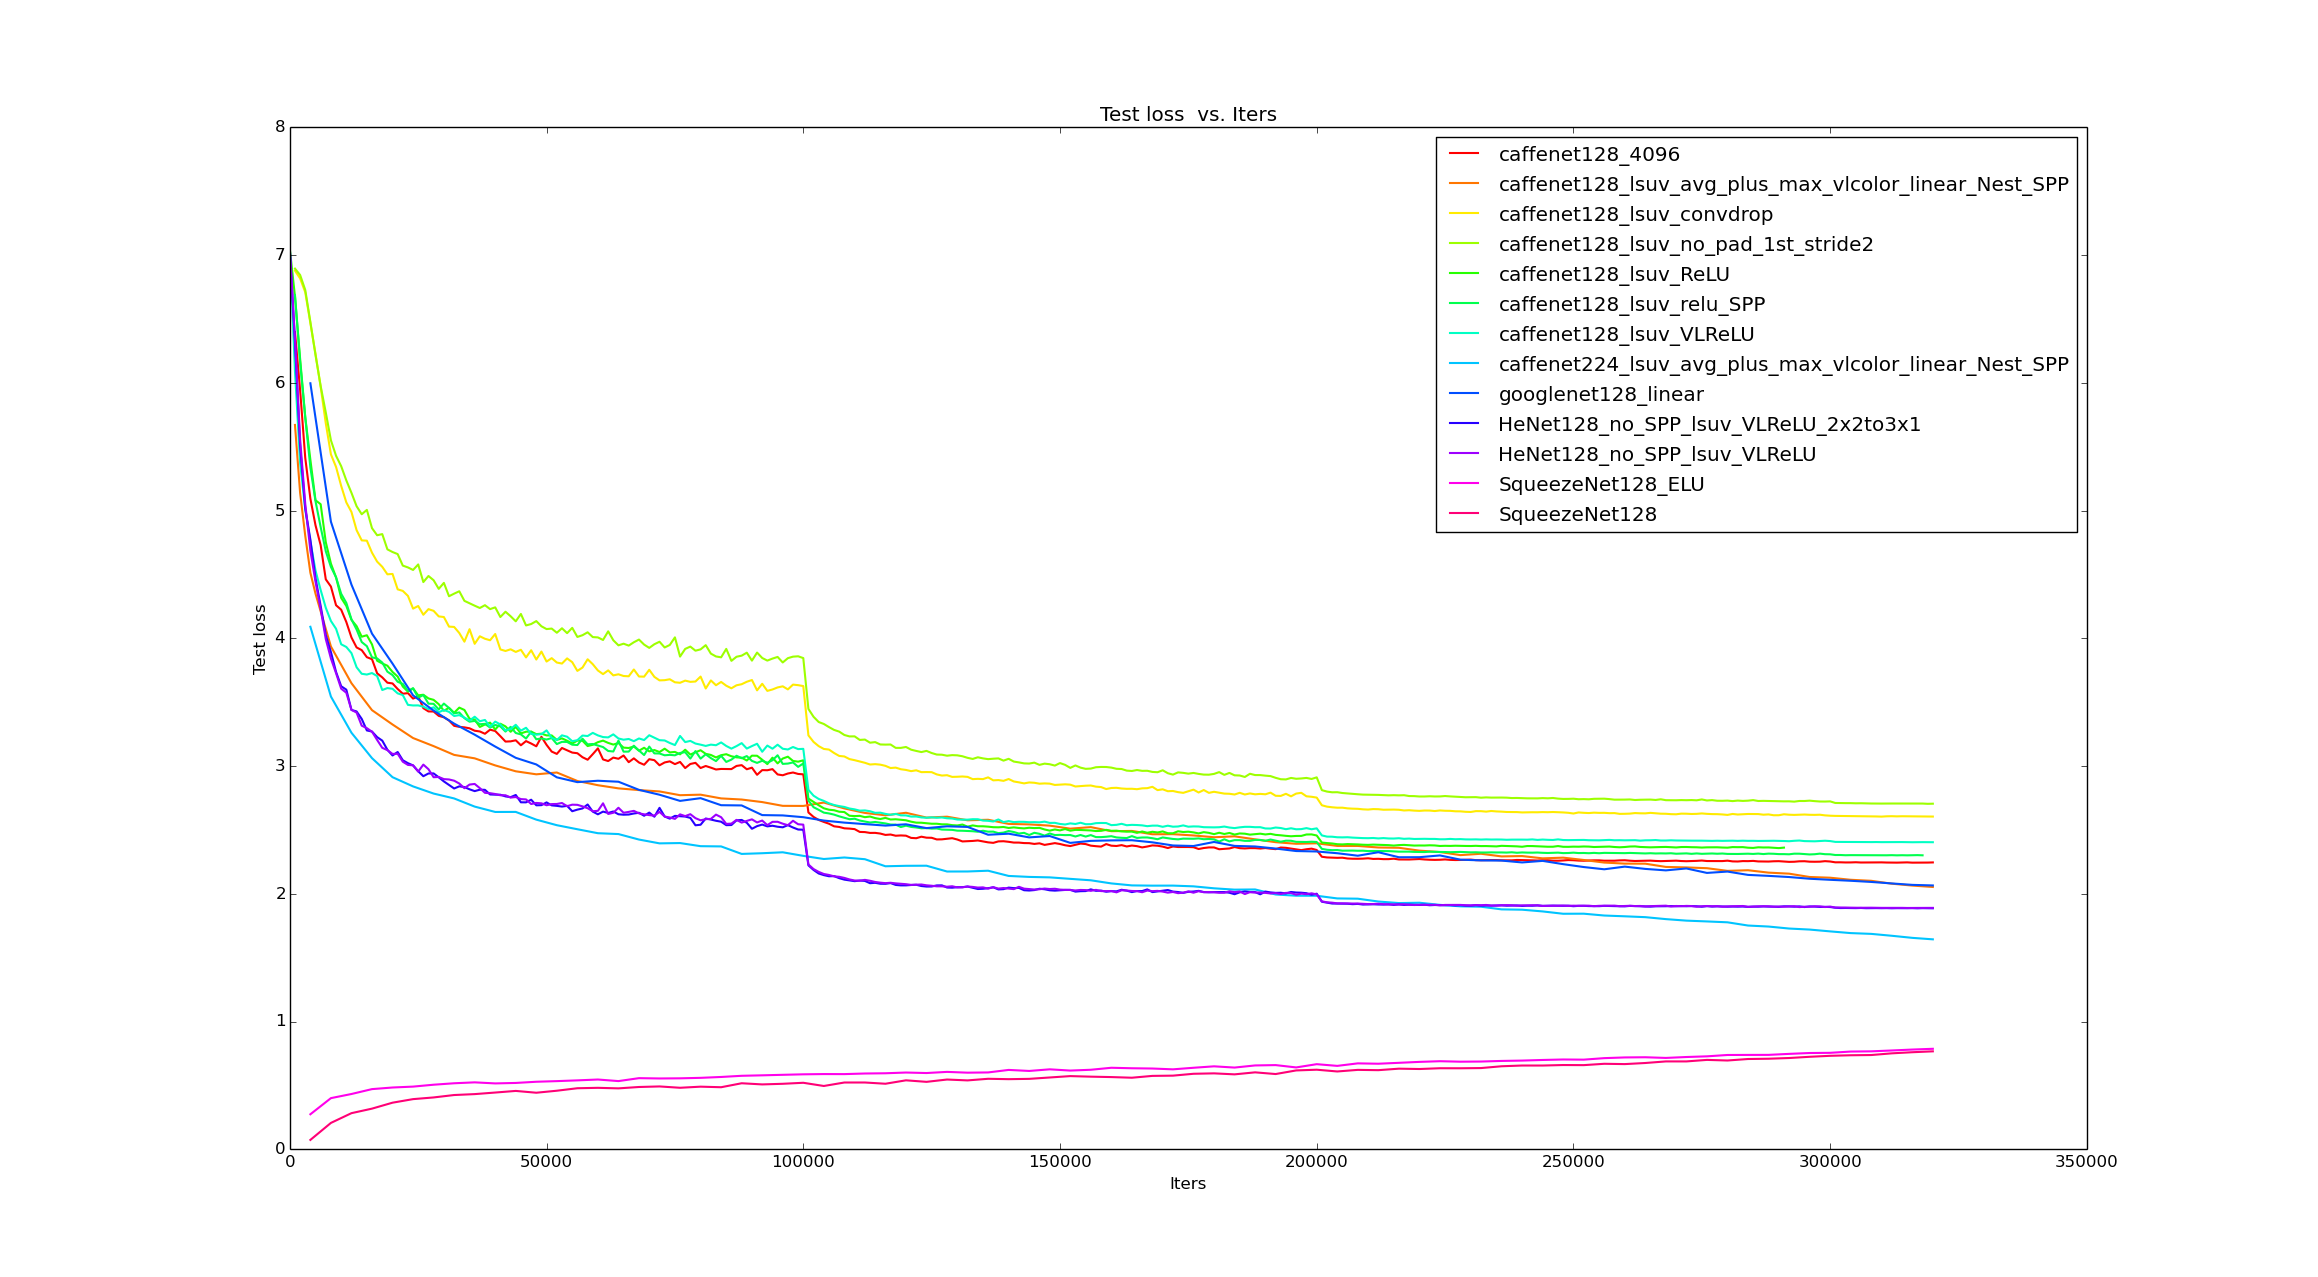 Test loss  vs. Iters
8
7
6
5
4
3
2
1
0
Test loss
caffenet128_4096
caffenet128_lsuv_avg_plus_max_vlcolor_linear_Nest_SPP
caffenet128_lsuv_convdrop
caffenet128_lsuv_no_pad_1st_stride2
caffenet128_lsuv_ReLU
caffenet128_lsuv_relu_SPP
caffenet128_lsuv_VLReLU
caffenet224_lsuv_avg_plus_max_vlcolor_linear_Nest_SPP
googlenet128_linear
HeNet128_no_SPP_lsuv_VLReLU_2x2to3x1
HeNet128_no_SPP_lsuv_VLReLU
SqueezeNet128_ELU
SqueezeNet128
0 50000 100000 150000 200000 250000 300000 350000
Iters